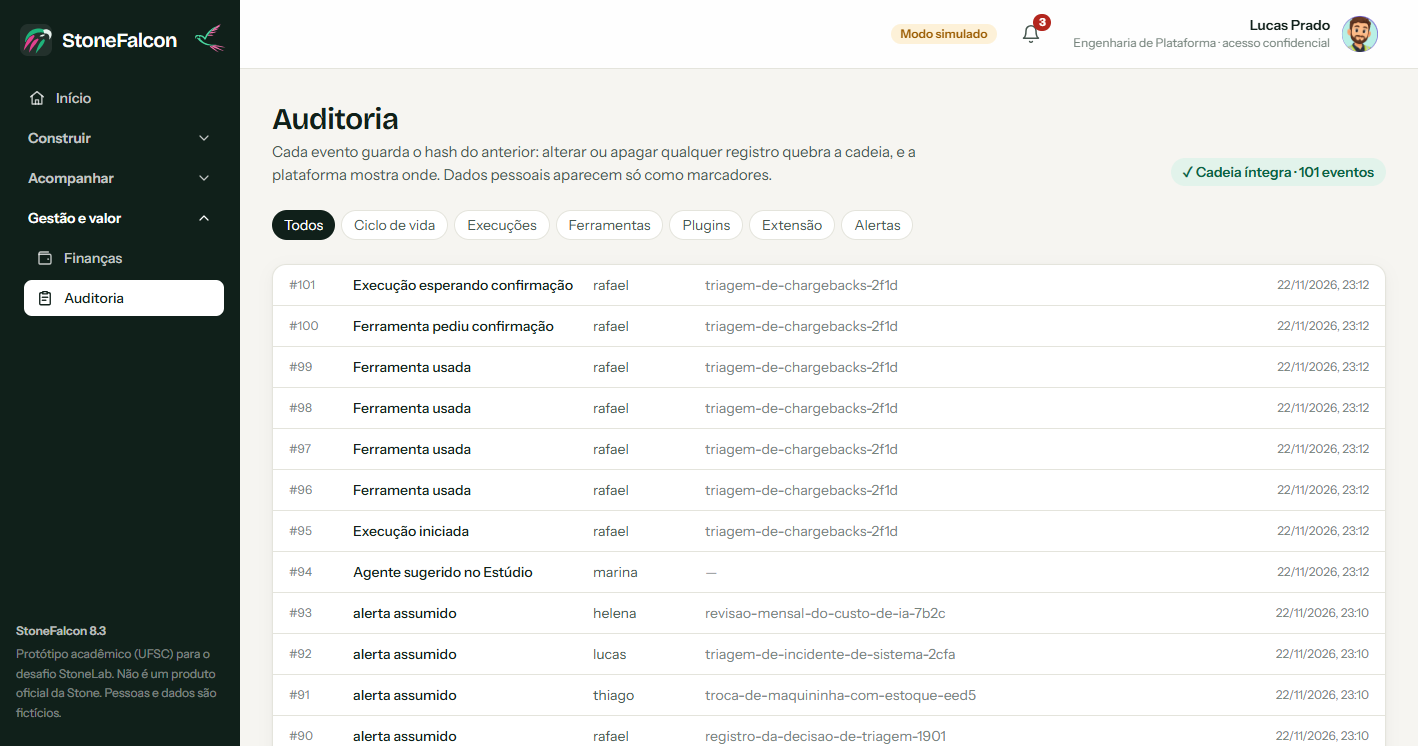 StoneFalcon
Início
Construir
Acompanhar
Gestão e valor
Finanças
Auditoria
StoneFalcon 8.3
Protótipo acadêmico (UFSC) para o
desafio StoneLab. Não é um produto
oficial da Stone. Pessoas e dados são
fictícios.
Modo simulado
3
Lucas Prado
Engenharia de Plataforma · acesso confidencial
Auditoria
Cada evento guarda o hash do anterior: alterar ou apagar qualquer registro quebra a cadeia, e a
plataforma mostra onde. Dados pessoais aparecem só como marcadores.
✓ Cadeia íntegra · 101 eventos
Todos Ciclo de vida Execuções Ferramentas Plugins Extensão Alertas
#101 Execução esperando confirmação rafael triagem-de-chargebacks-2f1d 22/11/2026, 23:12
#100 Ferramenta pediu confirmação rafael triagem-de-chargebacks-2f1d 22/11/2026, 23:12
#99 Ferramenta usada rafael triagem-de-chargebacks-2f1d 22/11/2026, 23:12
#98 Ferramenta usada rafael triagem-de-chargebacks-2f1d 22/11/2026, 23:12
#97 Ferramenta usada rafael triagem-de-chargebacks-2f1d 22/11/2026, 23:12
#96 Ferramenta usada rafael triagem-de-chargebacks-2f1d 22/11/2026, 23:12
#95 Execução iniciada rafael triagem-de-chargebacks-2f1d 22/11/2026, 23:12
#94 Agente sugerido no Estúdio marina — 22/11/2026, 23:12
#93 alerta assumido helena revisao-mensal-do-custo-de-ia-7b2c 22/11/2026, 23:10
#92 alerta assumido lucas triagem-de-incidente-de-sistema-2cfa 22/11/2026, 23:10
#91 alerta assumido thiago troca-de-maquininha-com-estoque-eed5 22/11/2026, 23:10
#90 alerta assumido rafael registro-da-decisao-de-triagem-1901 22/11/2026, 23:10